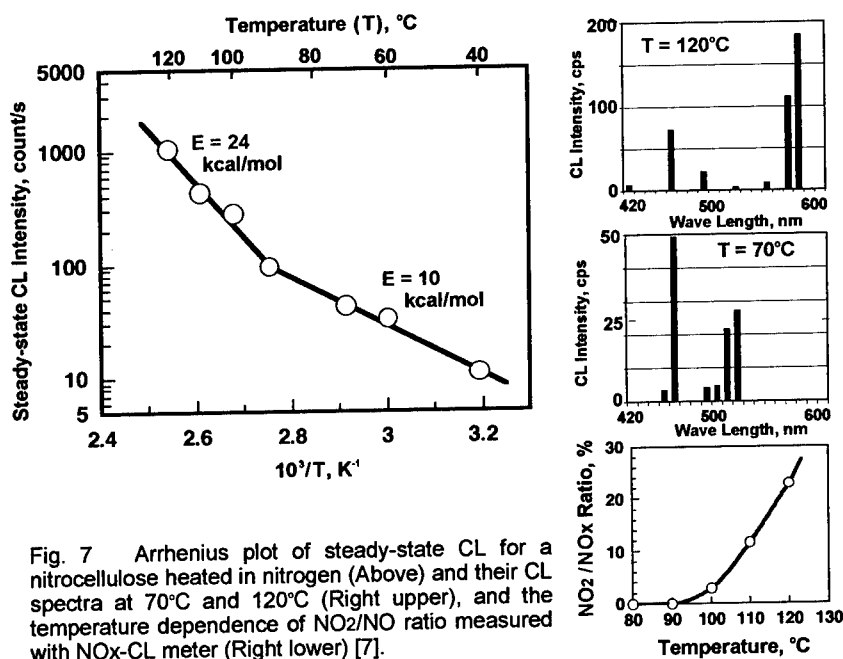 Temperature (T), °C
120 100 80 60 40
5000
1000
100
10
5
Steady-state CL Intensity, count/s
E = 24
kcal/mol
E = 10
kcal/mol
2.4 2.6 2.8 3 3.2
10³/T, K⁻¹
200
100
0
CL Intensity, cps
T = 120°C
420 500 600
Wave Length, nm
50
25
0
CL Intensity, cps
T = 70°C
420 500 600
Wave Length, nm
30
20
10
0
NO2/NOx Ratio, %
80 90 100 110 120 130
Temperature, °C
Fig. 7 Arrhenius plot of steady-state CL for a
nitrocellulose heated in nitrogen (Above) and their CL
spectra at 70°C and 120°C (Right upper), and the
temperature dependence of NO2/NO ratio measured
with NOx-CL meter (Right lower) [7].